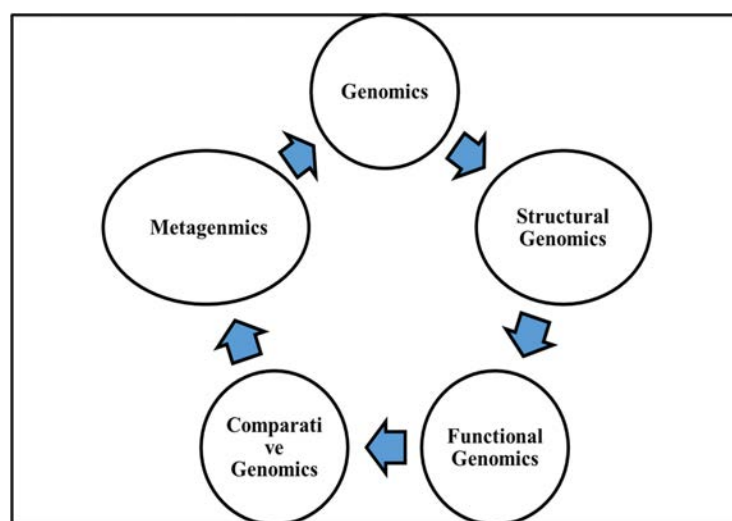 Genomics
Structural
Genomics
Functional
Genomics
Comparati
ve
Genomics
Metagenmics